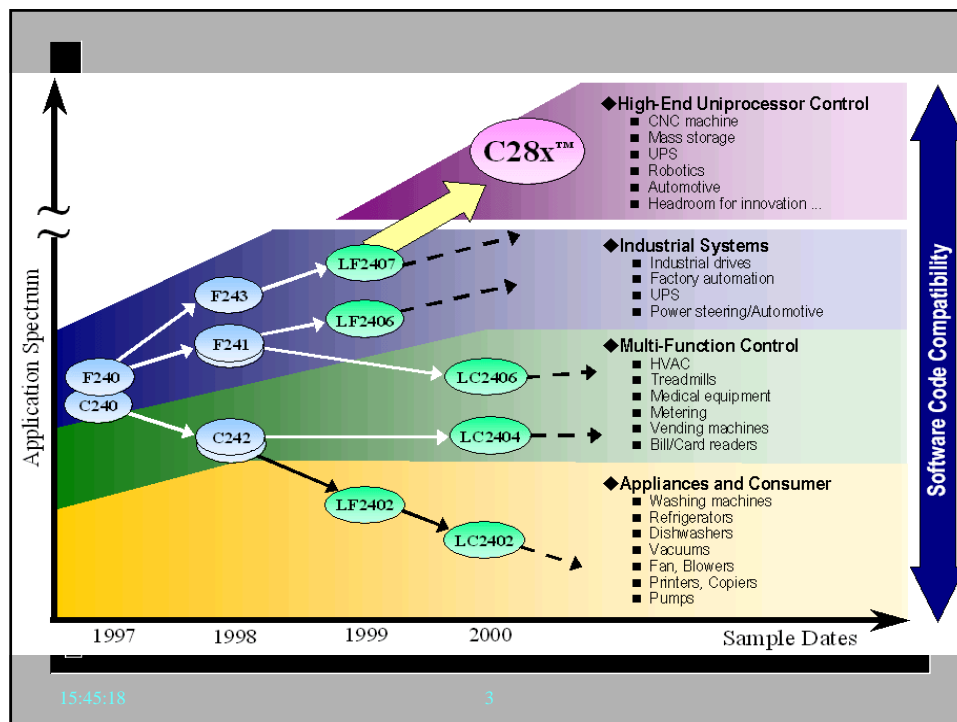 ◆High-End Uniprocessor Control
■ CNC machine
■ Mass storage
■ UPS
■ Robotics
■ Automotive
■ Headroom for innovation ...
C28x™
◆Industrial Systems
■ Industrial drives
■ Factory automation
■ UPS
■ Power steering/Automotive
LF2407
F243
LF2406
F241
◆Multi-Function Control
■ HVAC
■ Treadmills
■ Medical equipment
■ Metering
■ Vending machines
■ Bill/Card readers
F240
C240
LC2406
C242
LC2404
◆Appliances and Consumer
■ Washing machines
■ Refrigerators
■ Dishwashers
■ Vacuums
■ Fan, Blowers
■ Printers, Copiers
■ Pumps
LF2402
LC2402
Application Spectrum
Software Code Compatibility
1997 1998 1999 2000 Sample Dates
15:45:18 3